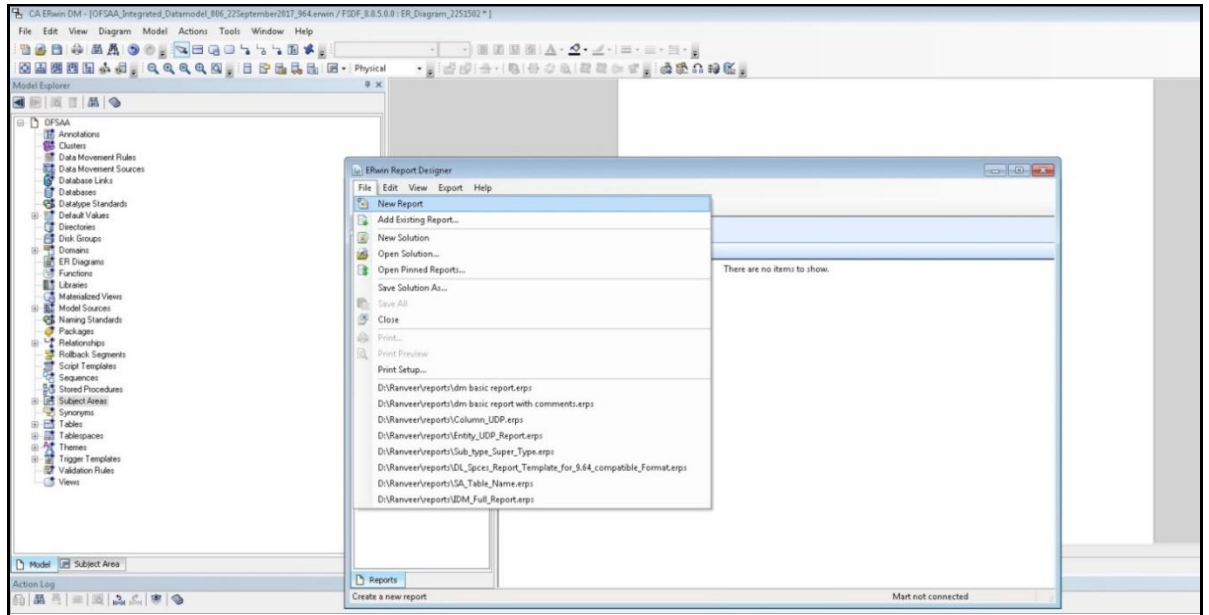 CA ERwin DM - [OFSAA_Integrated_Datamodel_806_22September2017_964.erwin / FSDF_8.0.5.0.0 : ER_Diagram_2251502 * ]
File Edit View Diagram Model Actions Tools Window Help
Physical
Model Explorer
OFSAA
Annotations
Clusters
Data Movement Rules
Data Movement Sources
Database Links
Databases
Datatype Standards
Default Values
Directories
Disk Groups
Domains
ER Diagrams
Functions
Libraries
Materialized Views
Model Sources
Naming Standards
Packages
Relationships
Rollback Segments
Script Templates
Sequences
Stored Procedures
Subject Areas
Synonyms
Tables
Tablespaces
Themes
Trigger Templates
Validation Rules
Views
Model Subject Area
Action Log
ERwin Report Designer
File Edit View Export Help
New Report
Add Existing Report...
New Solution
Open Solution...
Open Pinned Reports...
Save Solution As...
Save All
Close
Print...
Print Preview
Print Setup...
D:\Ranveer\reports\dm basic report.erps
D:\Ranveer\reports\dm basic report with comments.erps
D:\Ranveer\reports\Column_UDP.erps
D:\Ranveer\reports\Entity_UDP_Report.erps
D:\Ranveer\reports\Sub_type_Super_Type.erps
D:\Ranveer\reports\DL_Spces_Report_Template_for_9.64_compatible_Format.erps
D:\Ranveer\reports\SA_Table_Name.erps
D:\Ranveer\reports\IDM_Full_Report.erps
There are no items to show.
Reports
Create a new report
Mart not connected